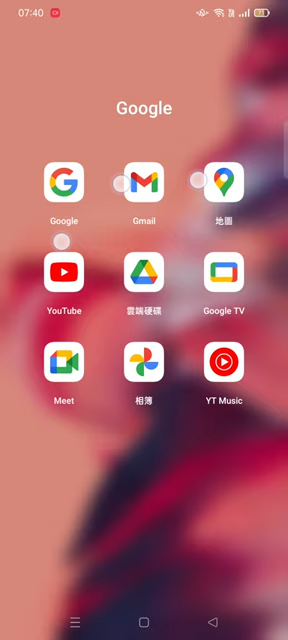 07:40
Google
Google
Gmail
地圖
YouTube
雲端硬碟
Google TV
Meet
相簿
YT Music